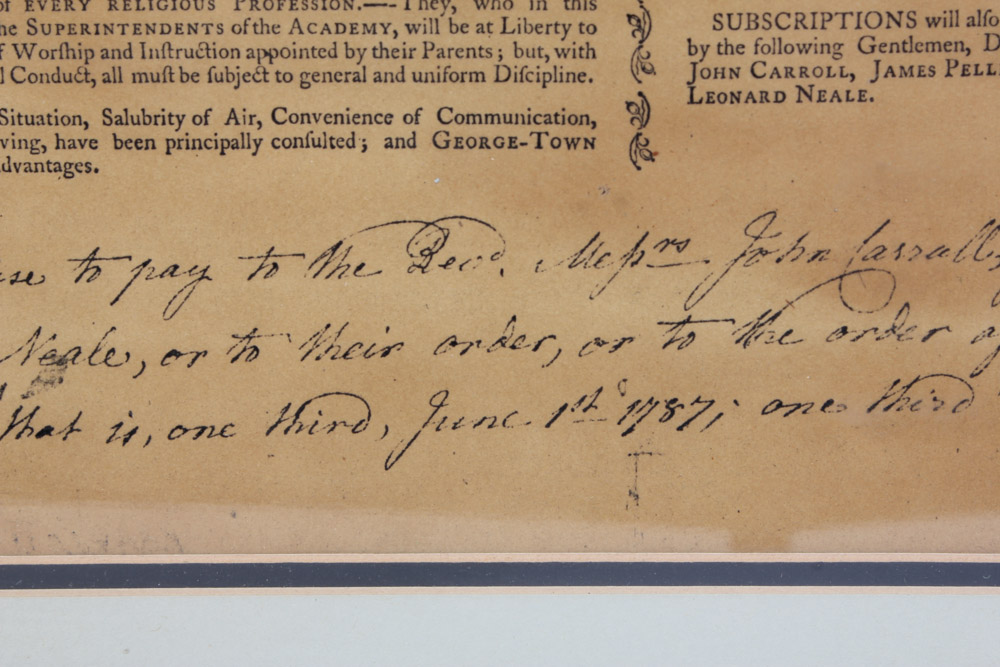 of EVERY RELIGIOUS PROFESSION.—They, who in this
SUPERINTENDENTS of the ACADEMY, will be at Liberty to
Worſhip and Inſtruction appointed by their Parents; but, with
Conduct, all muſt be ſubject to general and uniform Diſcipline.
Situation, Salubrity of Air, Convenience of Communication,
ving, have been principally conſulted; and GEORGE-TOWN
dvantages.
SUBSCRIPTIONS will alſo
by the following Gentlemen, D
JOHN CARROLL, JAMES PELL
LEONARD NEALE.
to pay to the Revd. Meſsrs John Carroll,
Neale, or to their order, or to the order of
that is, one third, June 1st 1787; one third